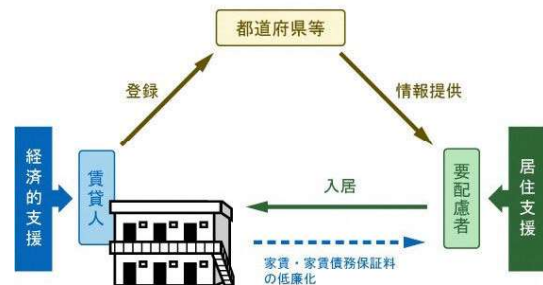 都道府県等
登録
情報提供
経済的支援
賃貸人
入居
要配慮者
居住支援
家賃・家賃債務保証料
の低廉化